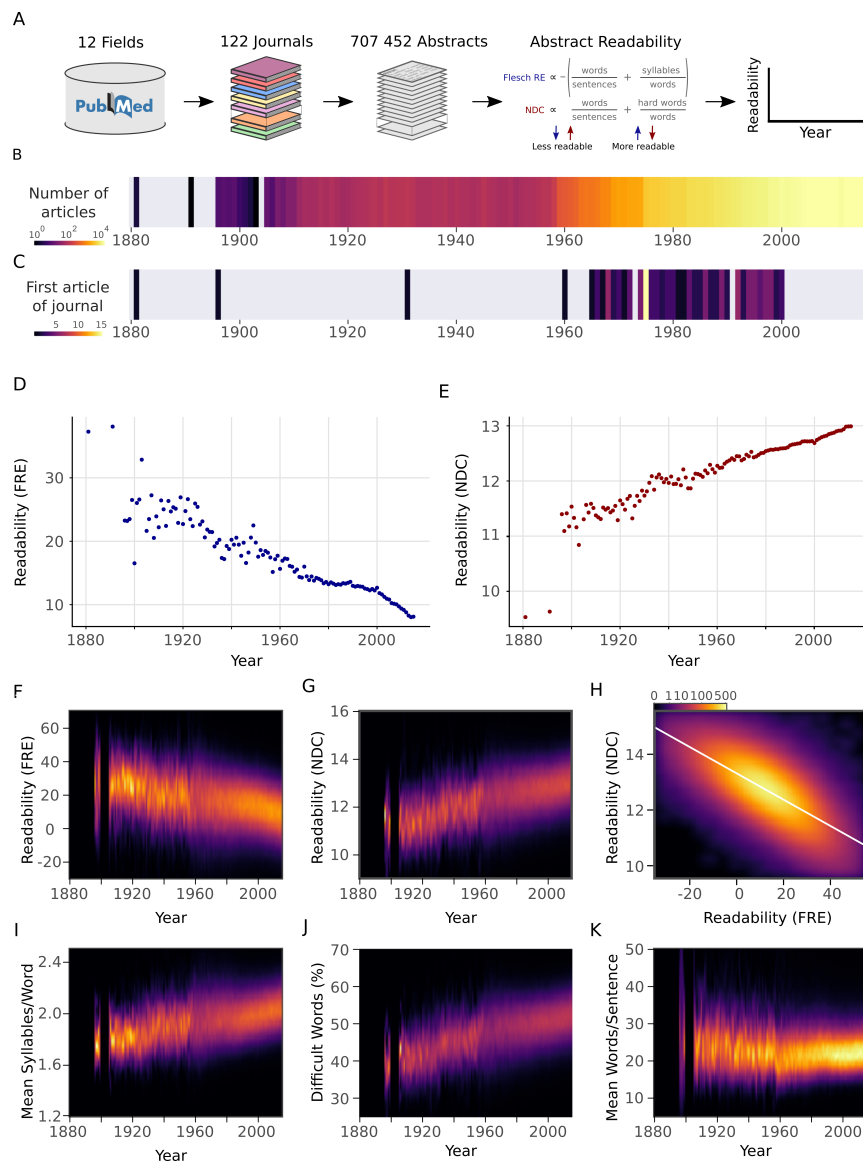 A
12 Fields
122 Journals
707 452 Abstracts
Abstract Readability
PubMed
Flesch RE ∝ - ( words / sentences + syllables / words )
NDC ∝ words / sentences + hard words / words
Less readable
More readable
Readability
Year
B
Number of articles
10⁰ 10² 10⁴
1880 1900 1920 1940 1960 1980 2000
C
First article of journal
5 10 15
1880 1900 1920 1940 1960 1980 2000
D
Readability (FRE)
30
20
10
1880 1920 1960 2000
Year
E
Readability (NDC)
13
12
11
10
1880 1920 1960 2000
Year
F
Readability (FRE)
60
40
20
0
-20
1880 1920 1960 2000
Year
G
Readability (NDC)
16
14
12
10
1880 1920 1960 2000
Year
H
0 110100500
Readability (NDC)
14
12
10
-20 0 20 40
Readability (FRE)
I
Mean Syllables/Word
2.4
2.0
1.6
1.2
1880 1920 1960 2000
Year
J
Difficult Words (%)
70
60
50
40
30
1880 1920 1960 2000
Year
K
Mean Words/Sentence
50
40
30
20
10
1880 1920 1960 2000
Year